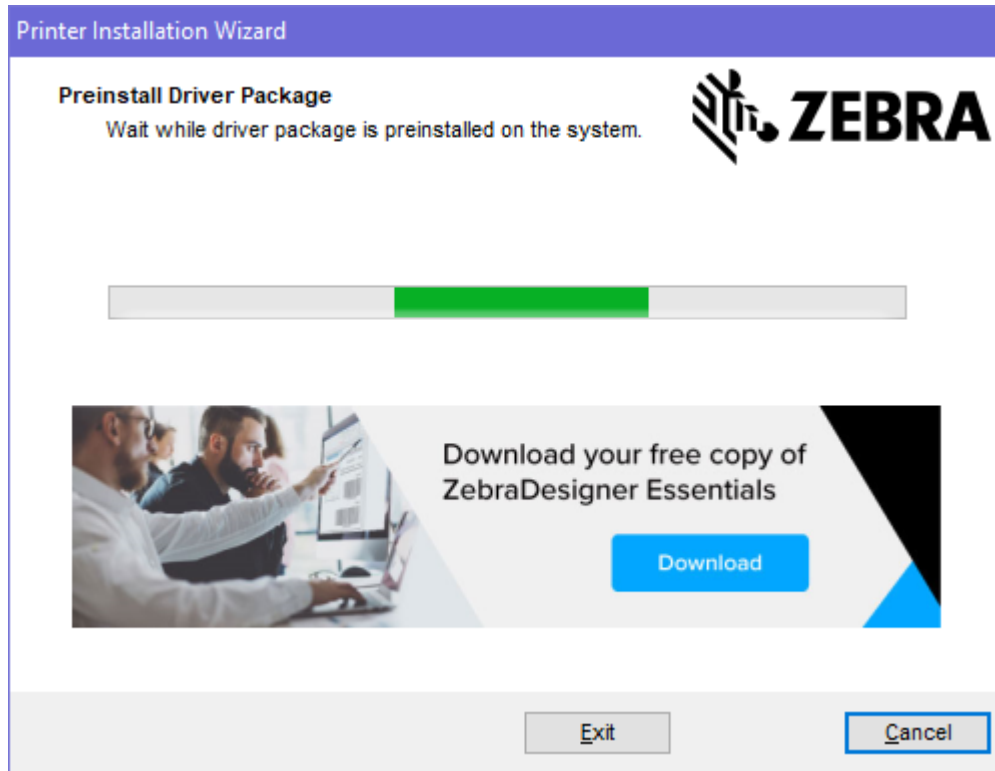 Printer Installation Wizard
Preinstall Driver Package
Wait while driver package is preinstalled on the system.
ZEBRA
Download your free copy of
ZebraDesigner Essentials
Download
Exit
Cancel